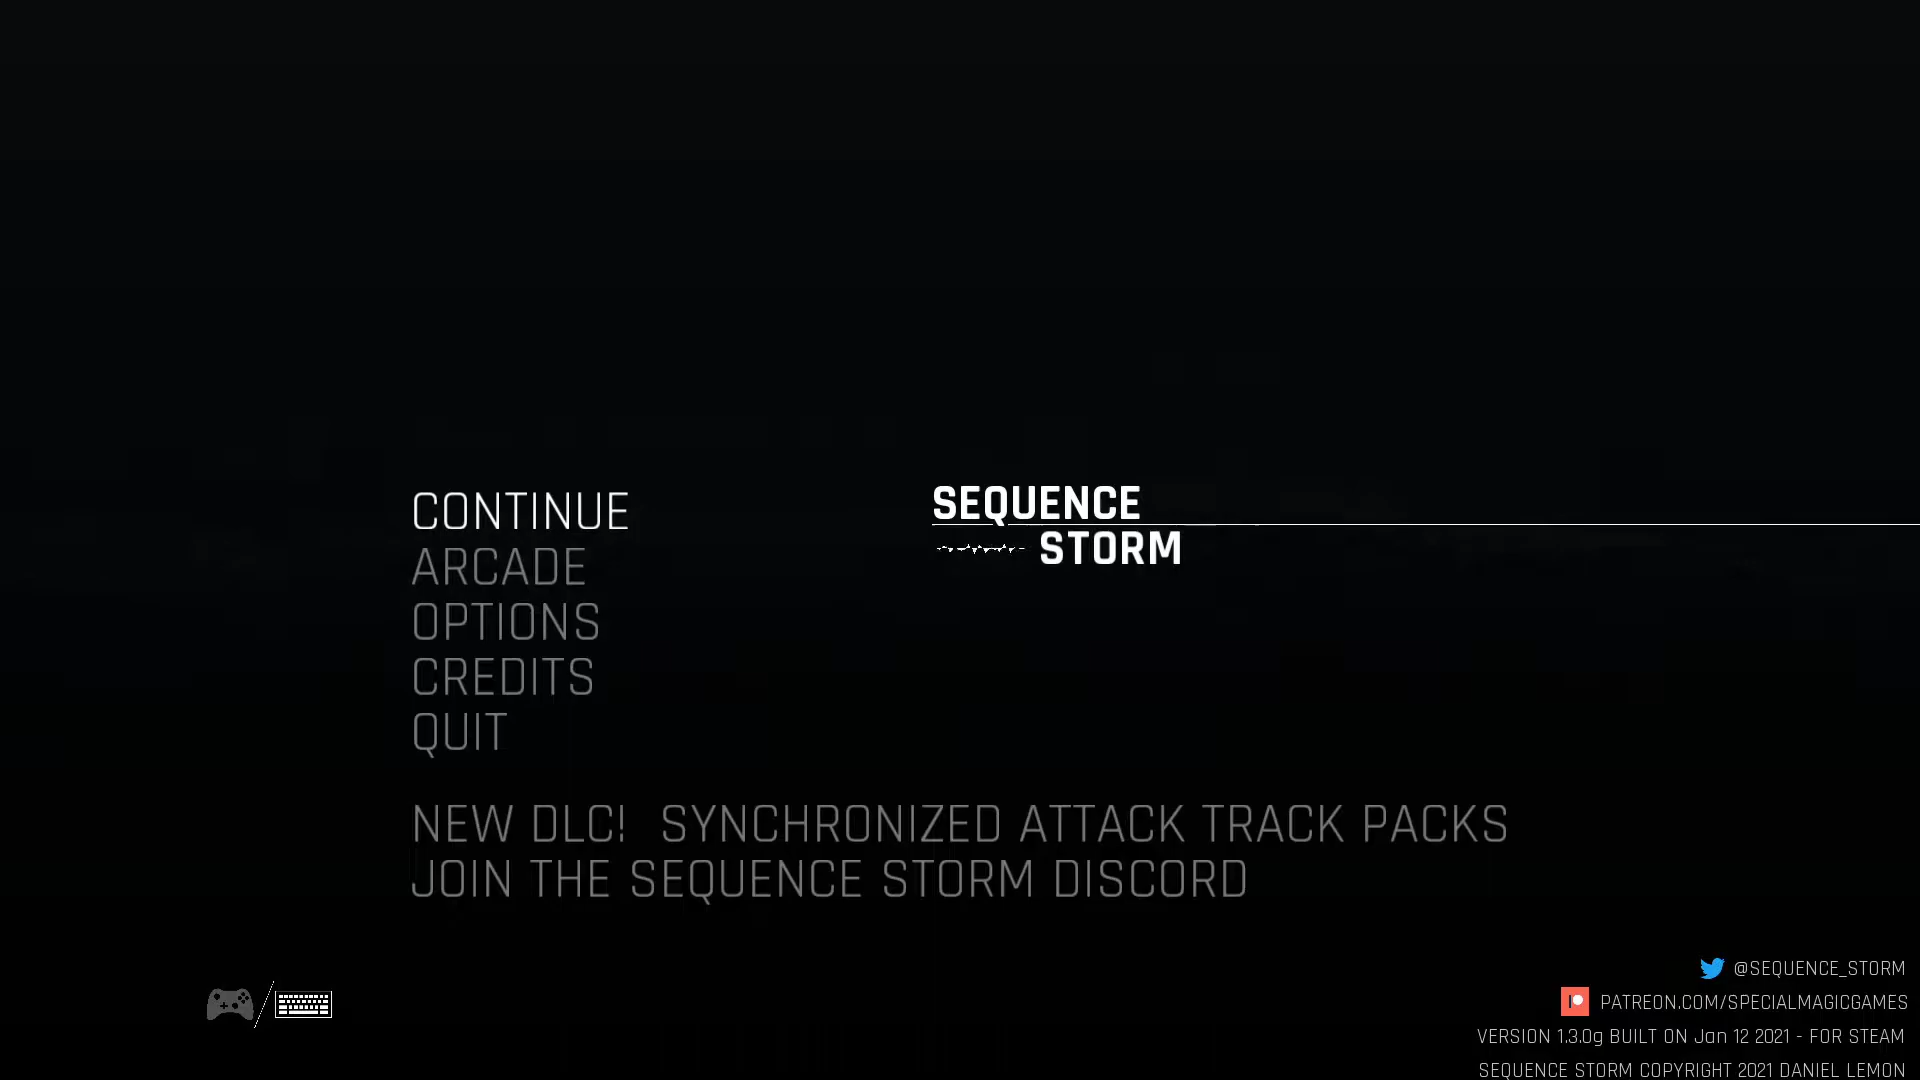 SEQUENCE
STORM
CONTINUE
ARCADE
OPTIONS
CREDITS
QUIT
NEW DLC!  SYNCHRONIZED ATTACK TRACK PACKS
JOIN THE SEQUENCE STORM DISCORD
@SEQUENCE_STORM
PATREON.COM/SPECIALMAGICGAMES
VERSION 1.3.0g BUILT ON Jan 12 2021 - FOR STEAM
SEQUENCE STORM COPYRIGHT 2021 DANIEL LEMON